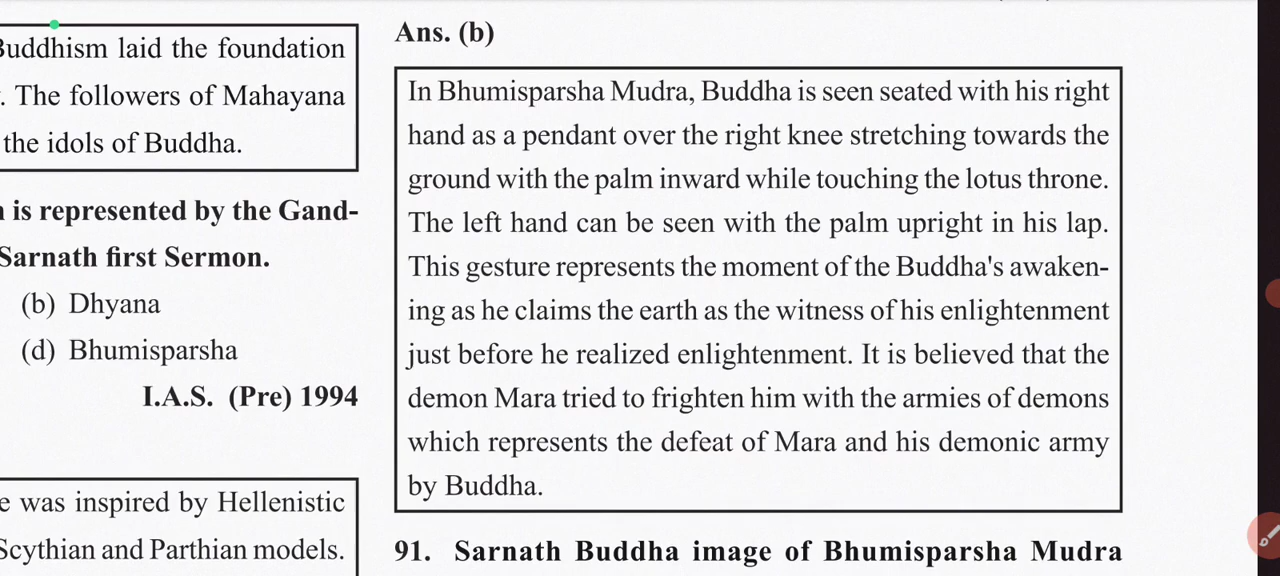 Buddhism laid the foundation
. The followers of Mahayana
the idols of Buddha.
is represented by the Gand-
Sarnath first Sermon.
(b) Dhyana
(d) Bhumisparsha
I.A.S. (Pre) 1994
was inspired by Hellenistic
Scythian and Parthian models.
Ans. (b)
In Bhumisparsha Mudra, Buddha is seen seated with his right
hand as a pendant over the right knee stretching towards the
ground with the palm inward while touching the lotus throne.
The left hand can be seen with the palm upright in his lap.
This gesture represents the moment of the Buddha's awaken-
ing as he claims the earth as the witness of his enlightenment
just before he realized enlightenment. It is believed that the
demon Mara tried to frighten him with the armies of demons
which represents the defeat of Mara and his demonic army
by Buddha.
91. Sarnath Buddha image of Bhumisparsha Mudra